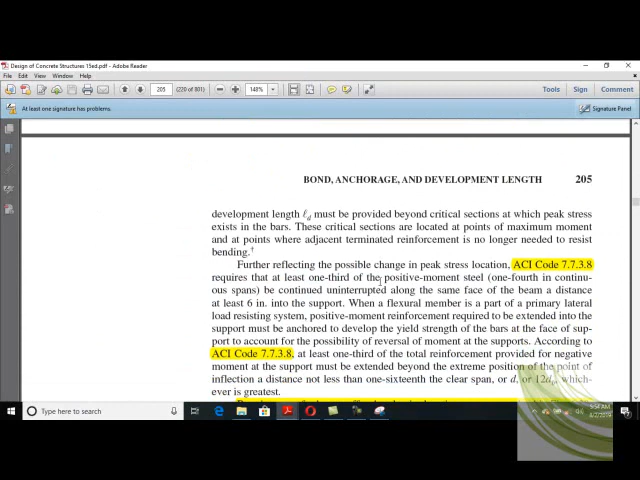 Design of Concrete Structures 15ed.pdf - Adobe Reader
File Edit View Window Help
205 (220 of 801) 148% Tools Sign Comment
At least one signature has problems. Signature Panel
BOND, ANCHORAGE, AND DEVELOPMENT LENGTH 205
development length ℓd must be provided beyond critical sections at which peak stress
exists in the bars. These critical sections are located at points of maximum moment
and at points where adjacent terminated reinforcement is no longer needed to resist
bending.†
Further reflecting the possible change in peak stress location, ACI Code 7.7.3.8
requires that at least one-third of the positive-moment steel (one-fourth in continu-
ous spans) be continued uninterrupted along the same face of the beam a distance
at least 6 in. into the support. When a flexural member is a part of a primary lateral
load resisting system, positive-moment reinforcement required to be extended into the
support must be anchored to develop the yield strength of the bars at the face of sup-
port to account for the possibility of reversal of moment at the supports. According to
ACI Code 7.7.3.8, at least one-third of the total reinforcement provided for negative
moment at the support must be extended beyond the extreme position of the point of
inflection a distance not less than one-sixteenth the clear span, or d, or 12db, which-
ever is greatest.
Type here to search
5:54 AM